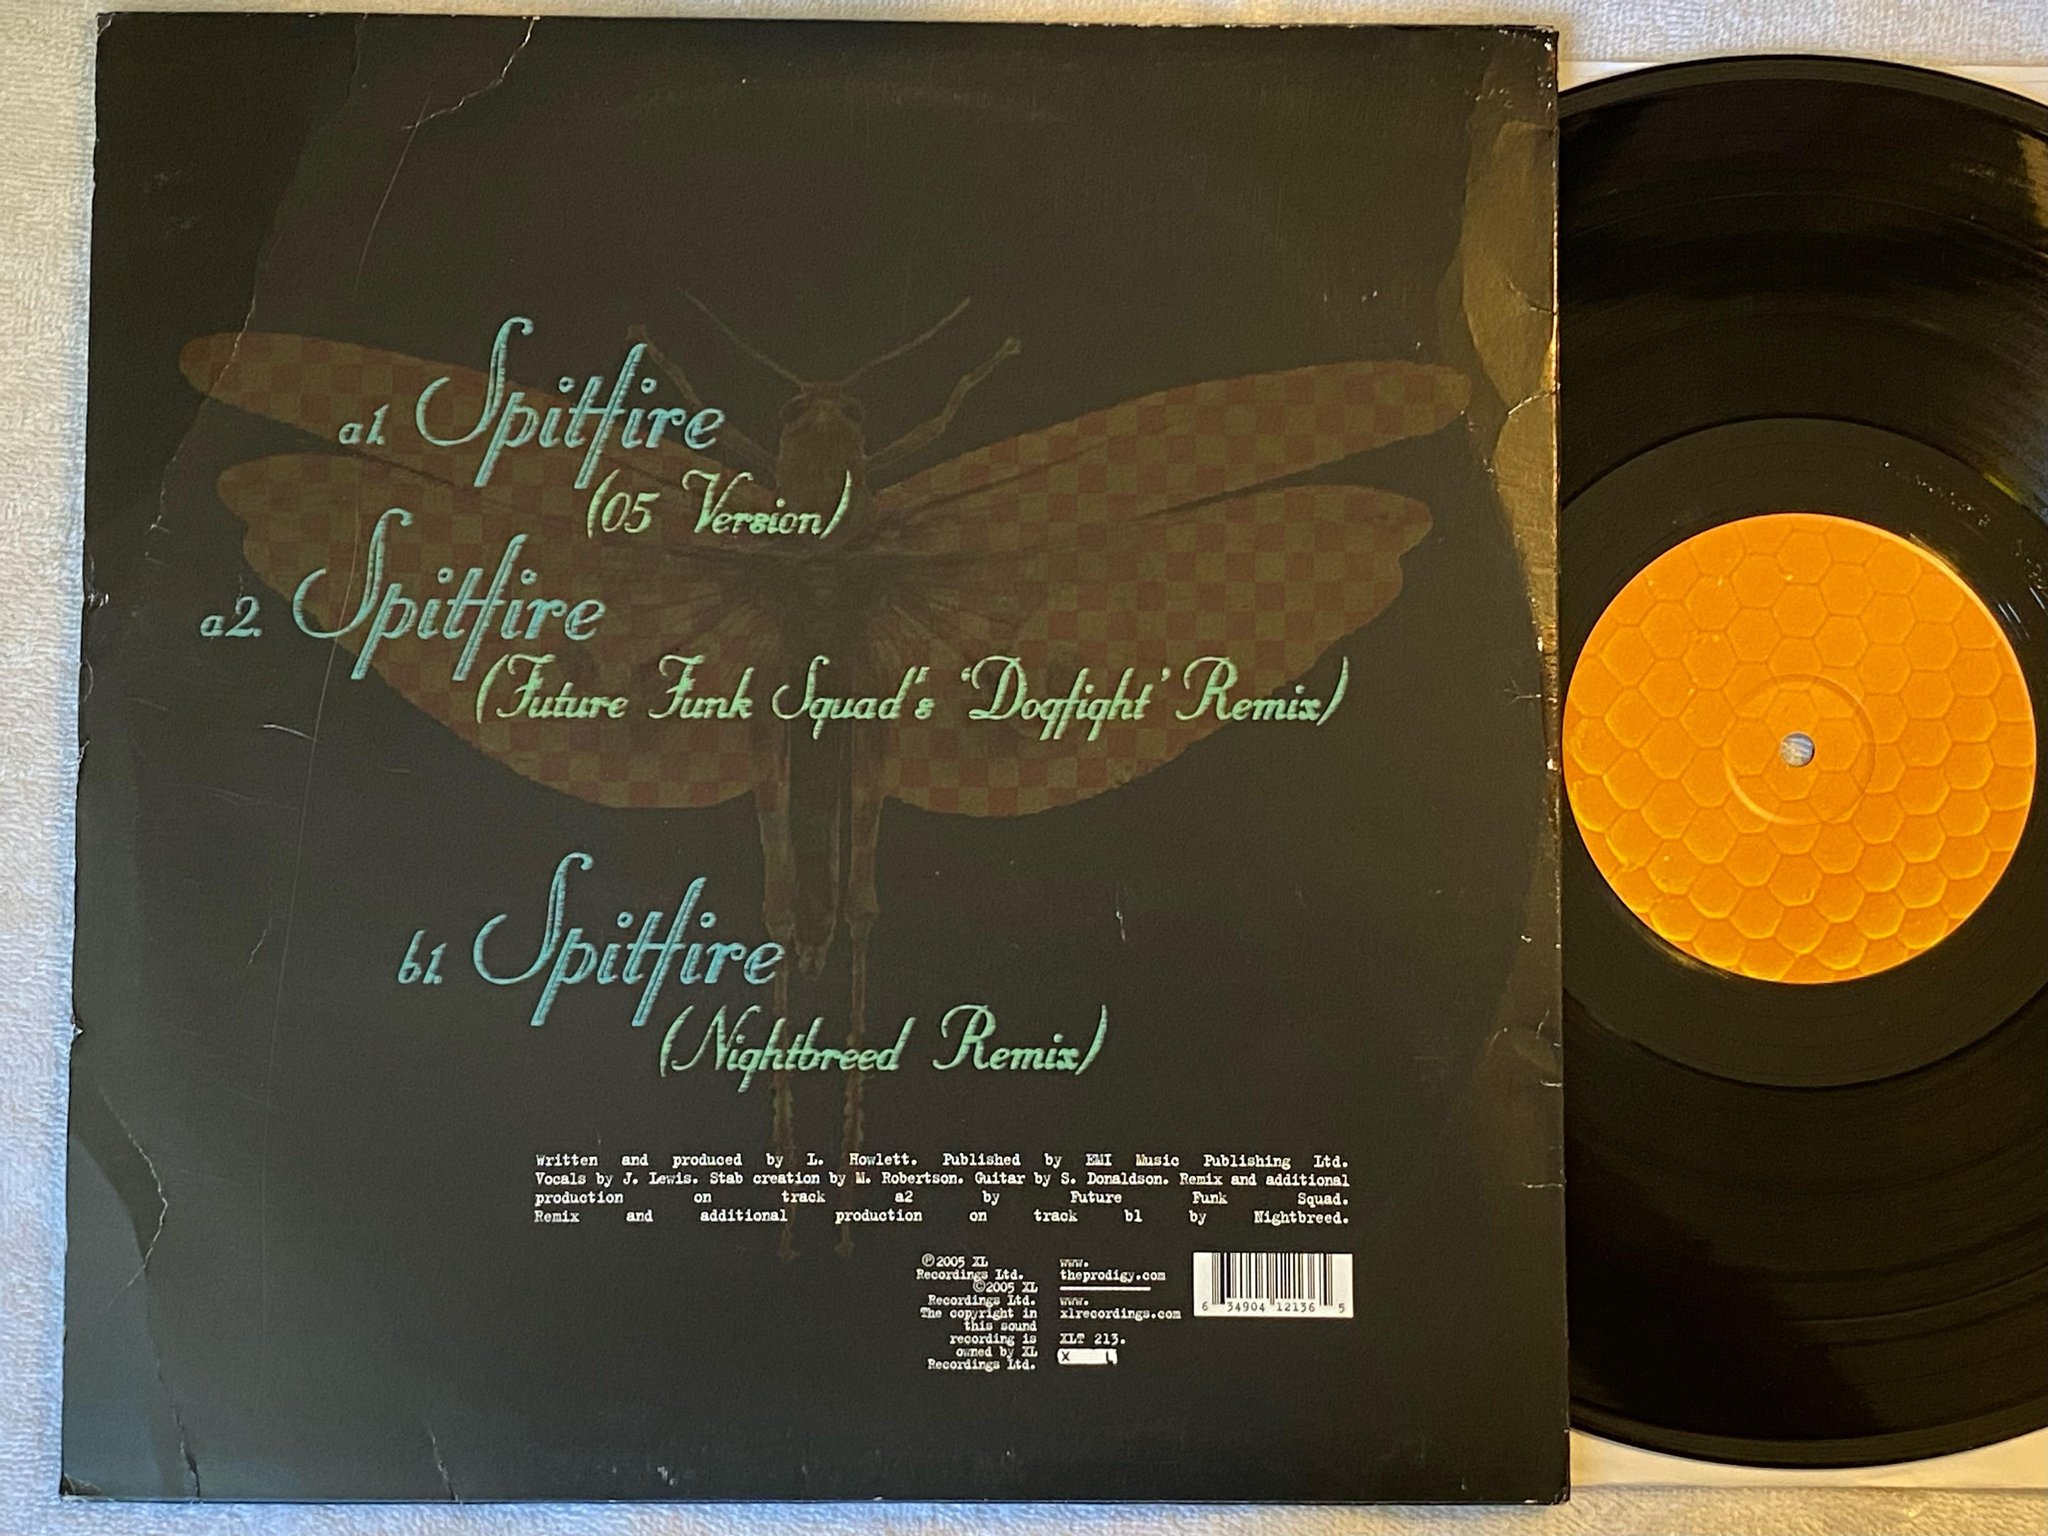 a1. Spitfire
(05 Version)
a2. Spitfire
(Future Funk Squad's 'Dogfight' Remix)
b1. Spitfire
(Nightbreed Remix)
Written and produced by L. Howlett. Published by EMI Music Publishing Ltd.
Vocals by J. Lewis. Stab creation by M. Robertson. Guitar by S. Donaldson. Remix and additional
production on track a2 by Future Funk Squad.
Remix and additional production on track b1 by Nightbreed.
℗2005 XL
Recordings Ltd.
©2005 XL
Recordings Ltd.
The copyright in
this sound
recording is
owned by XL
Recordings Ltd.
www.
theprodigy.com
www.
xlrecordings.com
XLT 213.
X L
6 34904 12136 5